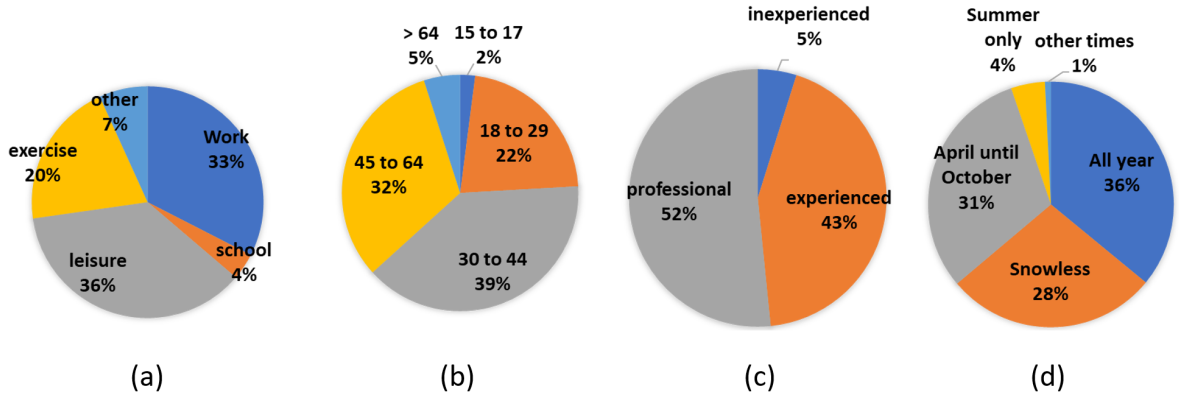 other
7%
Work
33%
exercise
20%
school
4%
leisure
36%
(a)
> 64
5%
15 to 17
2%
18 to 29
22%
45 to 64
32%
30 to 44
39%
(b)
inexperienced
5%
professional
52%
experienced
43%
(c)
Summer
only
4%
other times
1%
April until
October
31%
All year
36%
Snowless
28%
(d)